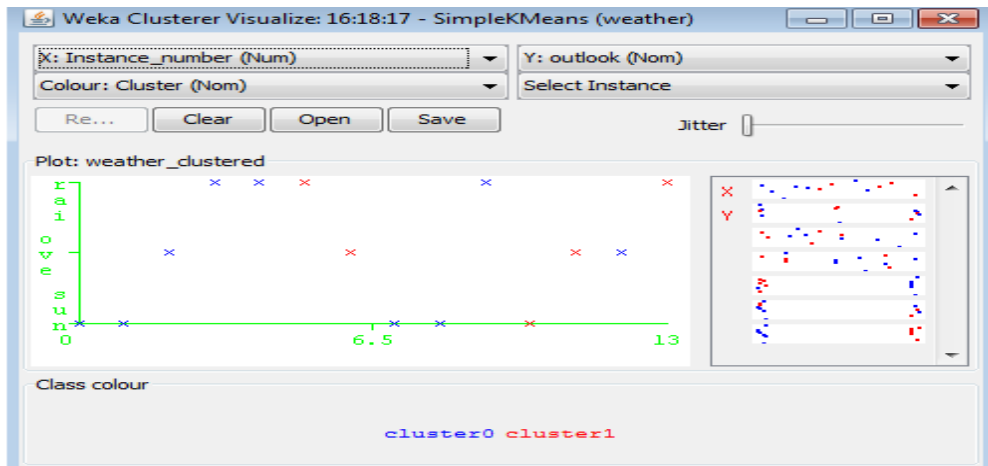 Weka Clusterer Visualize: 16:18:17 - SimpleKMeans (weather)
X: Instance_number (Num)
Y: outlook (Nom)
Colour: Cluster (Nom)
Select Instance
Re...
Clear
Open
Save
Jitter
Plot: weather_clustered
rai
ove
sun
0
6.5
13
X
Y
Class colour
cluster0 cluster1